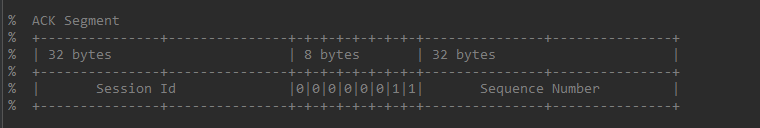 %  ACK Segment
%  +---------------+---------------+-+-+-+-+-+-+-+-+---------------+---------------+
%  | 32 bytes                      | 8 bytes       | 32 bytes                      |
%  +---------------+---------------+-+-+-+-+-+-+-+-+---------------+---------------+
%  |       Session Id              |0|0|0|0|0|0|1|1|       Sequence Number         |
%  +---------------+---------------+-+-+-+-+-+-+-+-+---------------+---------------+